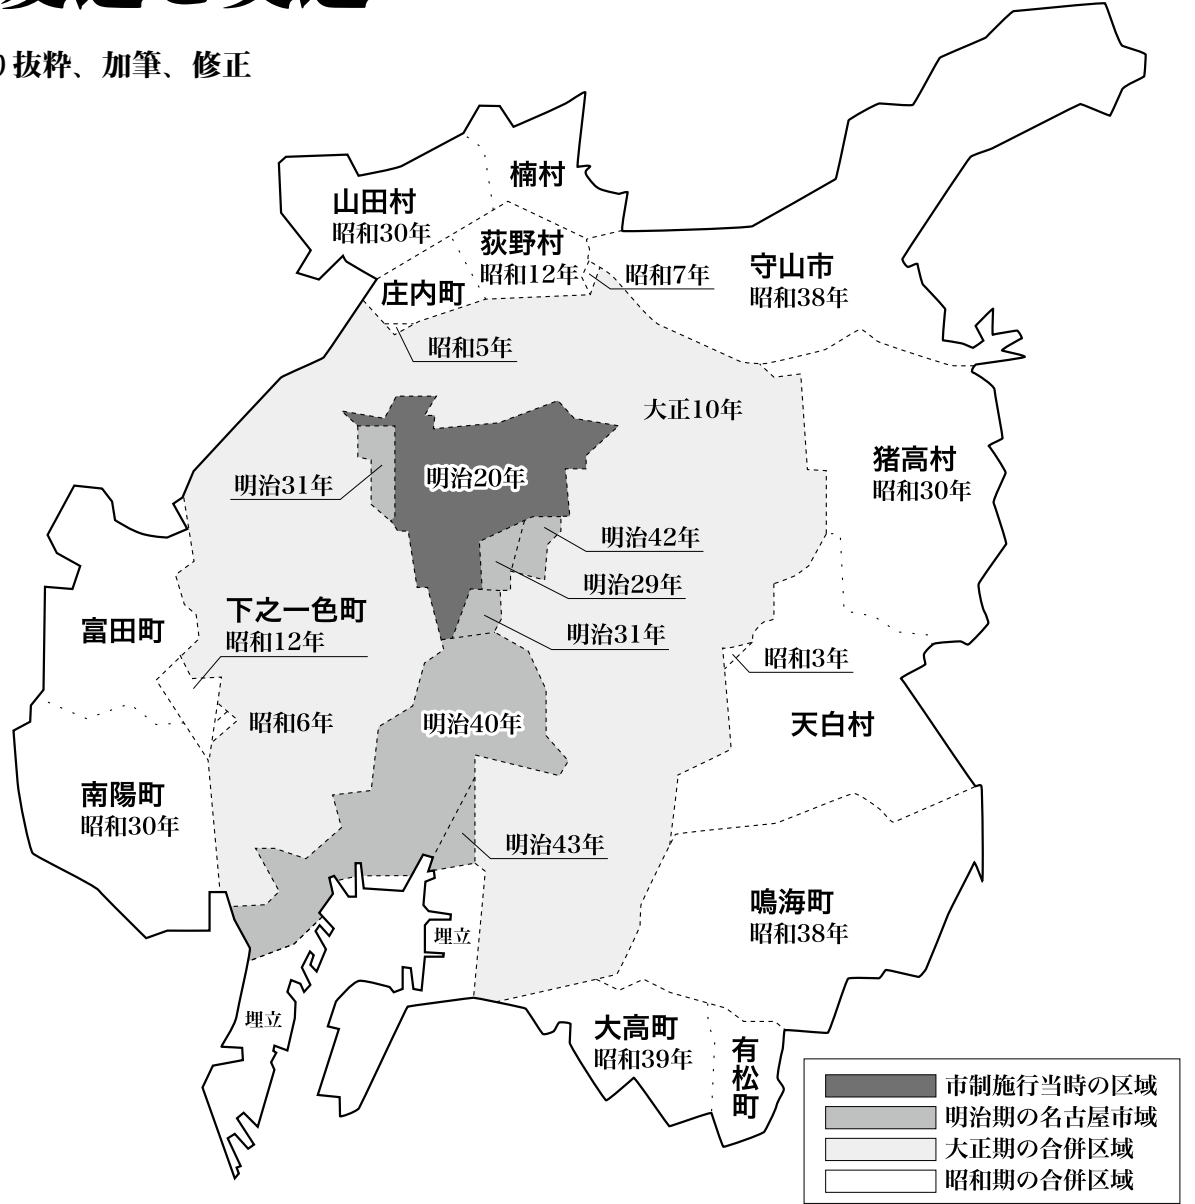 抜粋、加筆、修正
楠村
山田村
昭和30年
荻野村
昭和12年
昭和7年
守山市
昭和38年
庄内町
昭和5年
大正10年
猪高村
昭和30年
明治31年
明治20年
明治42年
明治29年
明治31年
下之一色町
昭和12年
富田町
昭和3年
昭和6年
明治40年
天白村
南陽町
昭和30年
明治43年
鳴海町
昭和38年
埋立
埋立
大高町
昭和39年
有松町
市制施行当時の区域
明治期の名古屋市域
大正期の合併区域
昭和期の合併区域